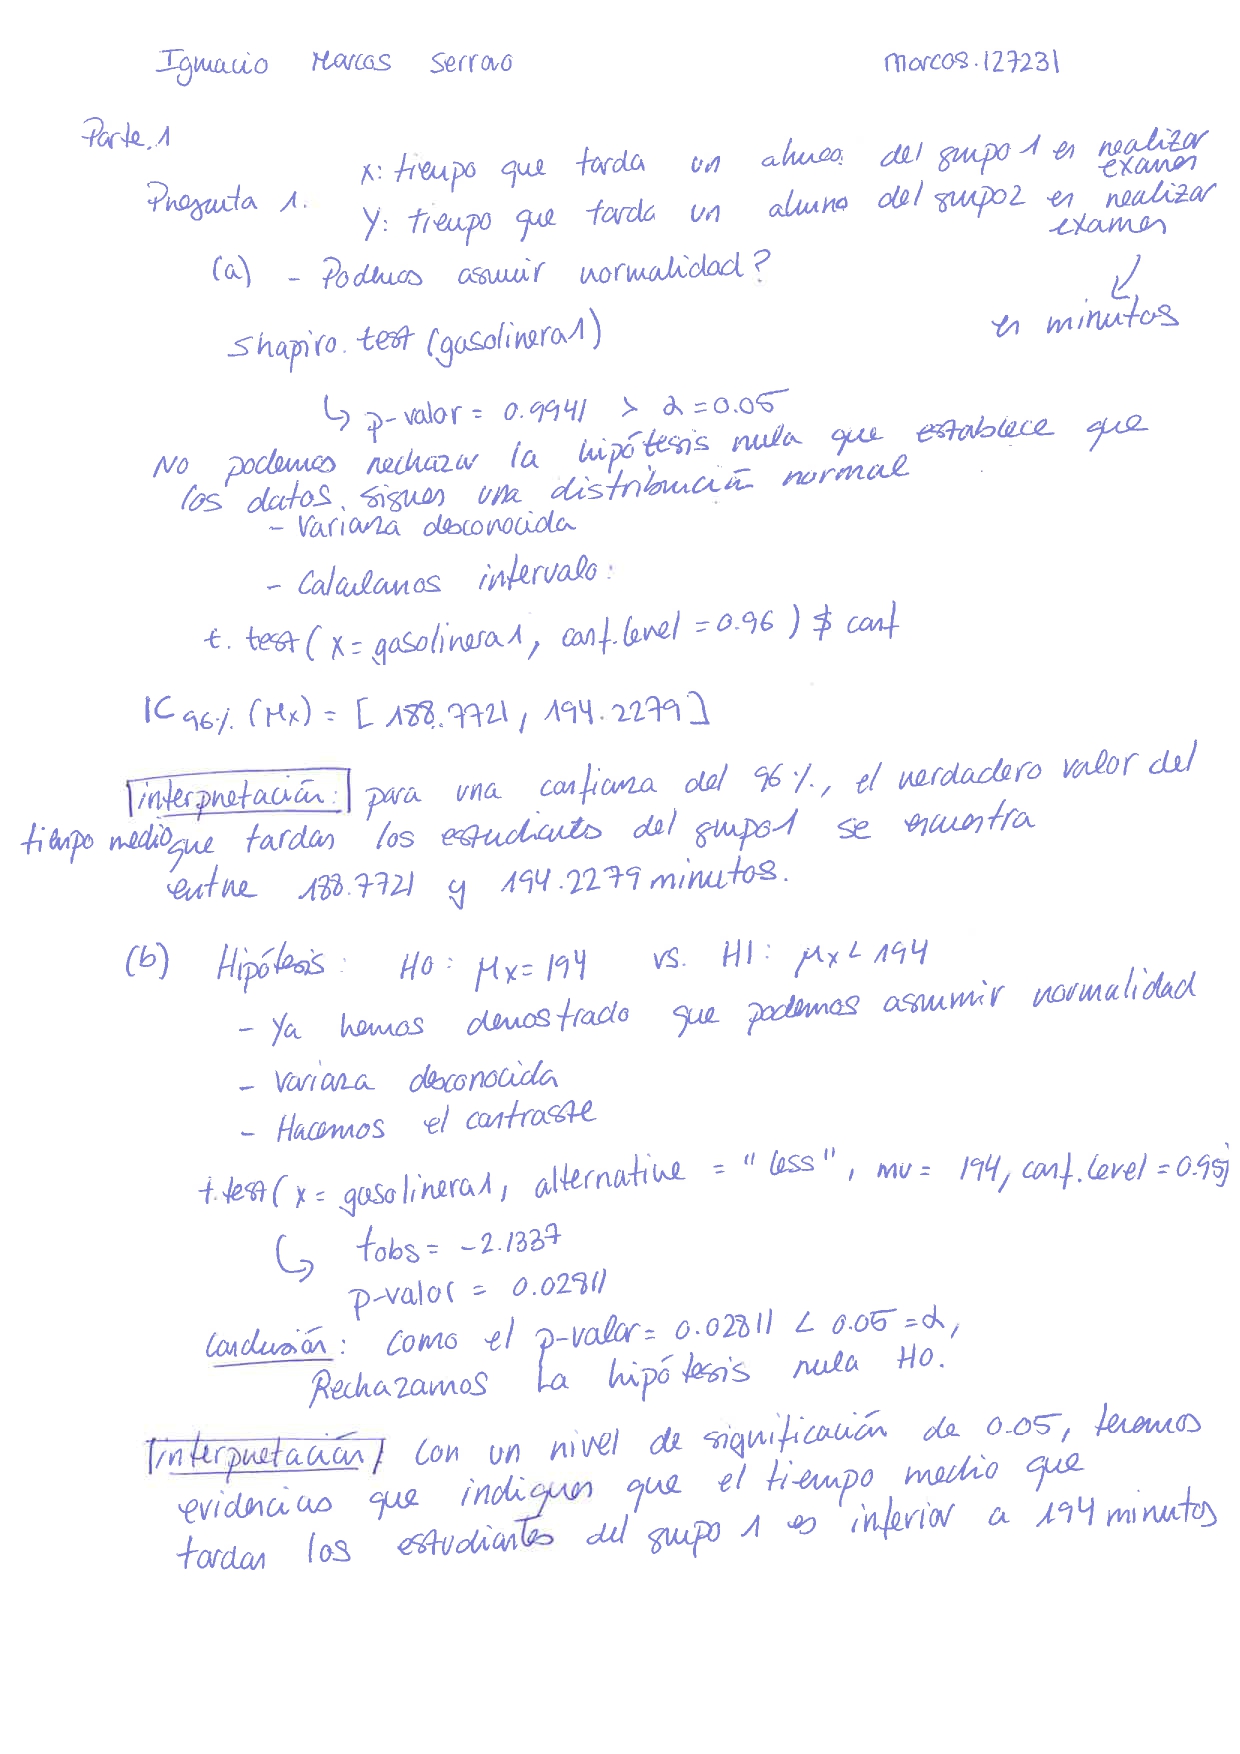 Ignacio Marcos Serrano
marcos.127231
Parte.1
x: tiempo que tarda un alumno del grupo 1 en realizar examen
Pregunta 1.
Y: tiempo que tarda un alumno del grupo2 en realizar examen
(a) - Podemos asumir normalidad?
en minutos
shapiro.test (gasolinera1)
↳ p-valor = 0.9941 > α = 0.05
No podemos rechazar la hipótesis nula que establece que
los datos siguen una distribución normal
- Varianza desconocida
- Calculamos intervalo:
t.test( x = gasolinera1, conf.level = 0.96 ) $ conf
IC 96% (μx) = [ 188.7721 , 194.2279 ]
interpretación: para una confianza del 96%, el verdadero valor del
tiempo medio que tardan los estudiantes del grupo1 se encuentra
entre 188.7721 y 194.2279 minutos.
(b) Hipótesis: H0: μx = 194 vs. H1: μx < 194
- Ya hemos demostrado que podemos asumir normalidad
- Varianza desconocida
- Hacemos el contraste
t.test( x = gasolinera1, alternative = "less", mu = 194, conf.level = 0.95)
↳ tobs = -2.1337
p-valor = 0.02811
Conclusión: como el p-valor = 0.02811 < 0.05 = α,
Rechazamos la hipótesis nula H0.
interpretación con un nivel de significación de 0.05, tenemos
evidencias que indiquen que el tiempo medio que
tardan los estudiantes del grupo 1 es inferior a 194 minutos